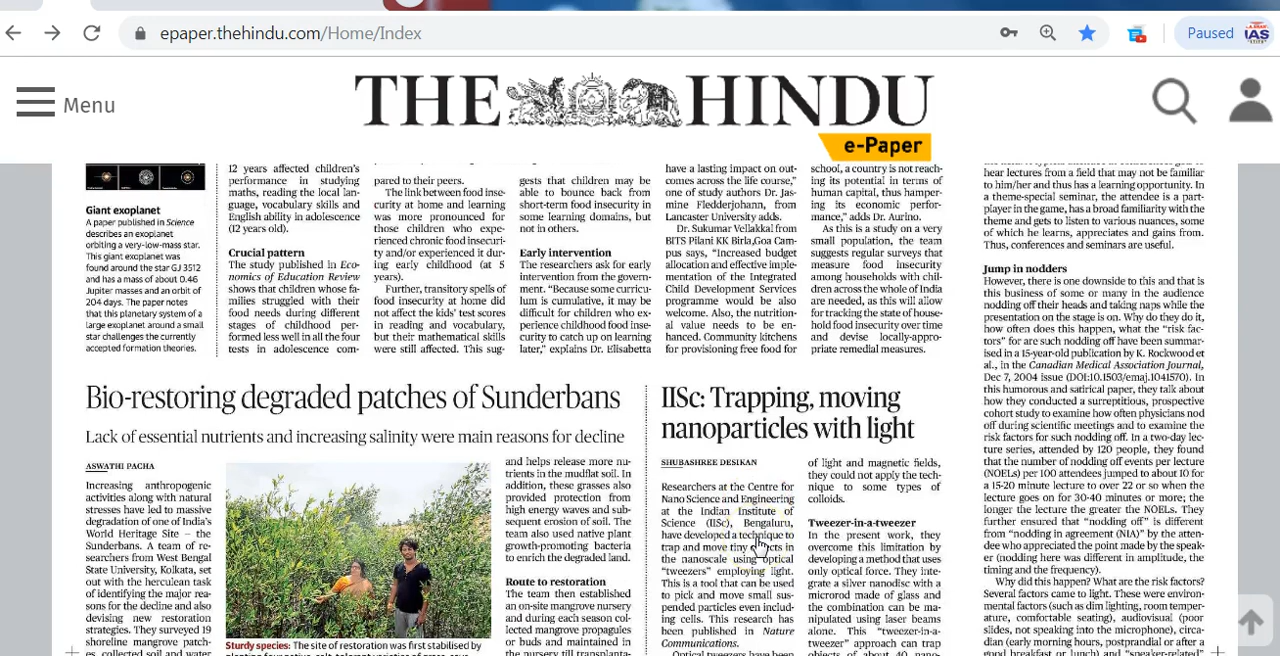 epaper.thehindu.com/Home/Index
Paused
IAS
Menu
THE HINDU
e-Paper
Giant exoplanet
A paper published in Science
describes an exoplanet
orbiting a very-low-mass star.
This giant exoplanet was
found around the star GJ 3512
and has a mass of about 0.46
Jupiter masses and an orbit of
204 days. The paper notes
that this planetary system of a
large exoplanet around a small
star challenges the currently
accepted formation theories.
12 years affected children's
performance in studying
maths, reading the local lan-
guage, vocabulary skills and
English ability in adolescence
(12 years old).
Crucial pattern
The study published in Eco-
nomics of Education Review
shows that children whose fa-
milies struggled with their
food needs during different
stages of childhood per-
formed less well in all the four
tests in adolescence com-
pared to their peers.
The link between food inse-
curity at home and learning
was more pronounced for
those children who expe-
rienced chronic food insecuri-
ty and/or experienced it dur-
ing early childhood (at 5
years).
Further, transitory spells of
food insecurity at home did
not affect the kids' test scores
in reading and vocabulary,
but their mathematical skills
were still affected. This sug-
gests that children may be
able to bounce back from
short-term food insecurity in
some learning domains, but
not in others.
Early intervention
The researchers ask for early
intervention from the govern-
ment. “Because some curricu-
lum is cumulative, it may be
difficult for children who ex-
perience childhood food inse-
curity to catch up on learning
later,” explains Dr. Elisabetta
have a lasting impact on out-
comes across the life course,”
one of study authors Dr. Jas-
mine Fledderjohann, from
Lancaster University adds.
Dr. Sukumar Vellakkal from
BITS Pilani KK Birla,Goa Cam-
pus says, “Increased budget
allocation and effective imple-
mentation of the Integrated
Child Development Services
programme would be also
welcome. Also, the nutrition-
al value needs to be en-
hanced. Community kitchens
for provisioning free food for
school, a country is not reach-
ing its potential in terms of
human capital, thus hamper-
ing its economic perfor-
mance,” adds Dr. Aurino.
As this is a study on a very
small population, the team
suggests regular surveys that
measure food insecurity
among households with chil-
dren across the whole of India
are needed, as this will allow
for tracking the state of house-
hold food insecurity over time
and devise locally-appro-
priate remedial measures.
hear lectures from a field that may not be familiar
to him/her and thus has a learning opportunity. In
a theme-special seminar, the attendee is a part-
player in the game, has a broad familiarity with the
theme and gets to listen to various nuances, some
of which he learns, appreciates and gains from.
Thus, conferences and seminars are useful.
Jump in nodders
However, there is one downside to this and that is
this business of some or many in the audience
nodding off their heads and taking naps while the
presentation on the stage is on. Why do they do it,
how often does this happen, what the “risk fac-
tors” for are such nodding off have been summar-
ised in a 15-year-old publication by K. Rockwood et
al., in the Canadian Medical Association Journal,
Dec 7, 2004 issue (DOI:10.1503/cmaj.1041570). In
this humorous and satirical paper, they talk about
how they conducted a surreptitious, prospective
cohort study to examine how often physicians nod
off during scientific meetings and to examine the
risk factors for such nodding off. In a two-day lec-
ture series, attended by 120 people, they found
that the number of nodding off events per lecture
(NOELs) per 100 attendees jumped to about 10 for
a 15-20 minute lecture to over 22 or so when the
lecture goes on for 30-40 minutes or more; the
longer the lecture the greater the NOELs. They
further ensured that “nodding off” is different
from “nodding in agreement (NIA)” by the atten-
dee who appreciated the point made by the speak-
er (nodding here was different in amplitude, the
timing and the frequency).
Why did this happen? What are the risk factors?
Several factors came to light. These were environ-
mental factors (such as dim lighting, room temper-
ature, comfortable seating), audiovisual (poor
slides, not speaking into the microphone), circa-
dian (early morning hours, postprandial or after a
good breakfast or lunch) and “speaker-related”
Bio-restoring degraded patches of Sunderbans
Lack of essential nutrients and increasing salinity were main reasons for decline
ASWATHI PACHA
Increasing anthropogenic
activities along with natural
stresses have led to massive
degradation of one of India's
World Heritage Site – the
Sunderbans. A team of re-
searchers from West Bengal
State University, Kolkata, set
out with the herculean task
of identifying the major rea-
sons for the decline and also
devising new restoration
strategies. They surveyed 19
shoreline mangrove patch-
es, collected soil and water
Sturdy species: The site of restoration was first stabilised by
and helps release more nu-
trients in the mudflat soil. In
addition, these grasses also
provided protection from
high energy waves and sub-
sequent erosion of soil. The
team also used native plant
growth-promoting bacteria
to enrich the degraded land.
Route to restoration
The team then established
an on-site mangrove nursery
and during each season col-
lected mangrove propagules
or buds and maintained in
the nursery till transplanta-
IISc: Trapping, moving
nanoparticles with light
SHUBASHREE DESIKAN
Researchers at the Centre for
Nano Science and Engineering
at the Indian Institute of
Science (IISc), Bengaluru,
have developed a technique to
trap and move tiny objects in
the nanoscale using optical
“tweezers” employing light.
This is a tool that can be used
to pick and move small sus-
pended particles even includ-
ing cells. This research has
been published in Nature
Communications.
Optical tweezers have been
of light and magnetic fields,
they could not apply the tech-
nique to some types of
colloids.
Tweezer-in-a-tweezer
In the present work, they
overcome this limitation by
developing a method that uses
only optical force. They inte-
grate a silver nanodisc with a
microrod made of glass and
the combination can be ma-
nipulated using laser beams
alone. This “tweezer-in-a-
tweezer” approach can trap
objects of about 40 nano-